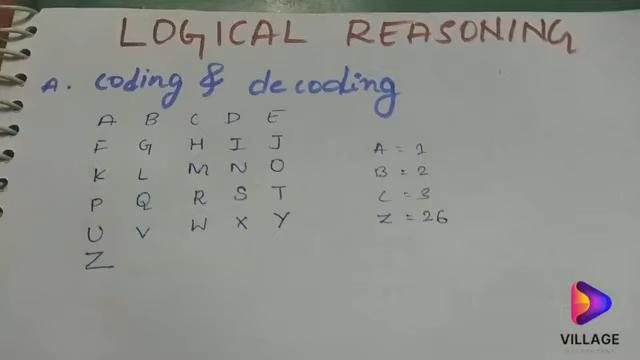 LOGICAL REASONING
A. coding & decoding
A B C D E
F G H I J
K L M N O
P Q R S T
U V W X Y
Z
A = 1
B = 2
C = 3
Z = 26
VILLAGE